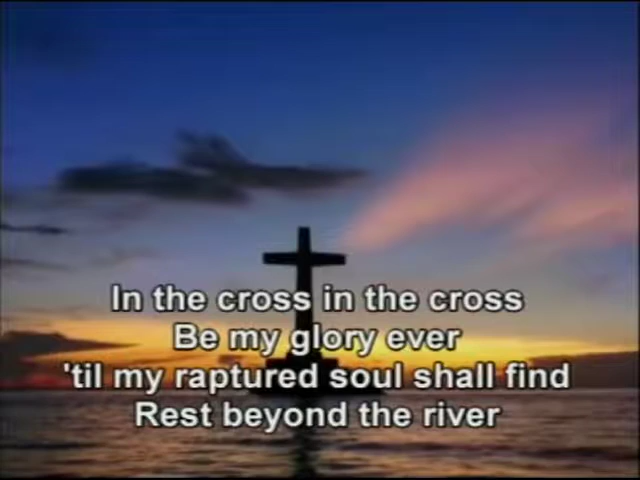 In the cross in the cross
Be my glory ever
'til my raptured soul shall find
Rest beyond the river